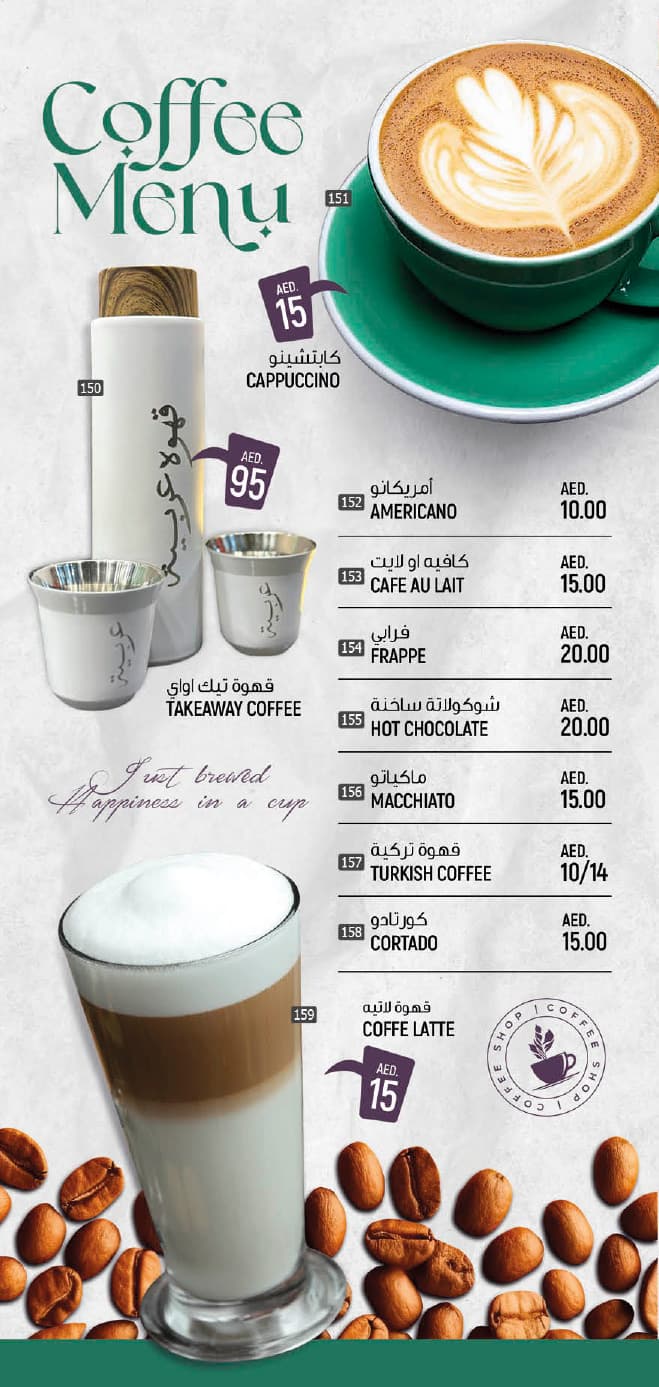 Coffee
Menu
151
AED.
15
كابتشينو
CAPPUCCINO
150
قهوة عربية
AED.
95
عربية
عربية
قهوة تيك اواي
TAKEAWAY COFFEE
152
أمريكانو
AMERICANO
AED.
10.00
153
كافيه او لايت
CAFE AU LAIT
AED.
15.00
154
فرابي
FRAPPE
AED.
20.00
155
شوكولاتة ساخنة
HOT CHOCOLATE
AED.
20.00
156
ماكياتو
MACCHIATO
AED.
15.00
157
قهوة تركية
TURKISH COFFEE
AED.
10/14
158
كورتادو
CORTADO
AED.
15.00
Just brewed
Happiness in a cup
159
قهوة لاتيه
COFFE LATTE
AED.
15
COFFEE SHOP | COFFEE SHOP |